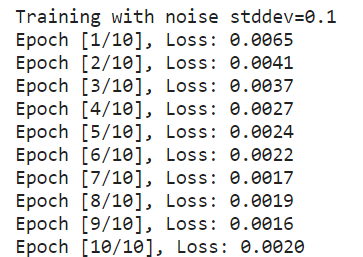 Training with noise stddev=0.1
Epoch [1/10], Loss: 0.0065
Epoch [2/10], Loss: 0.0041
Epoch [3/10], Loss: 0.0037
Epoch [4/10], Loss: 0.0027
Epoch [5/10], Loss: 0.0024
Epoch [6/10], Loss: 0.0022
Epoch [7/10], Loss: 0.0017
Epoch [8/10], Loss: 0.0019
Epoch [9/10], Loss: 0.0016
Epoch [10/10], Loss: 0.0020